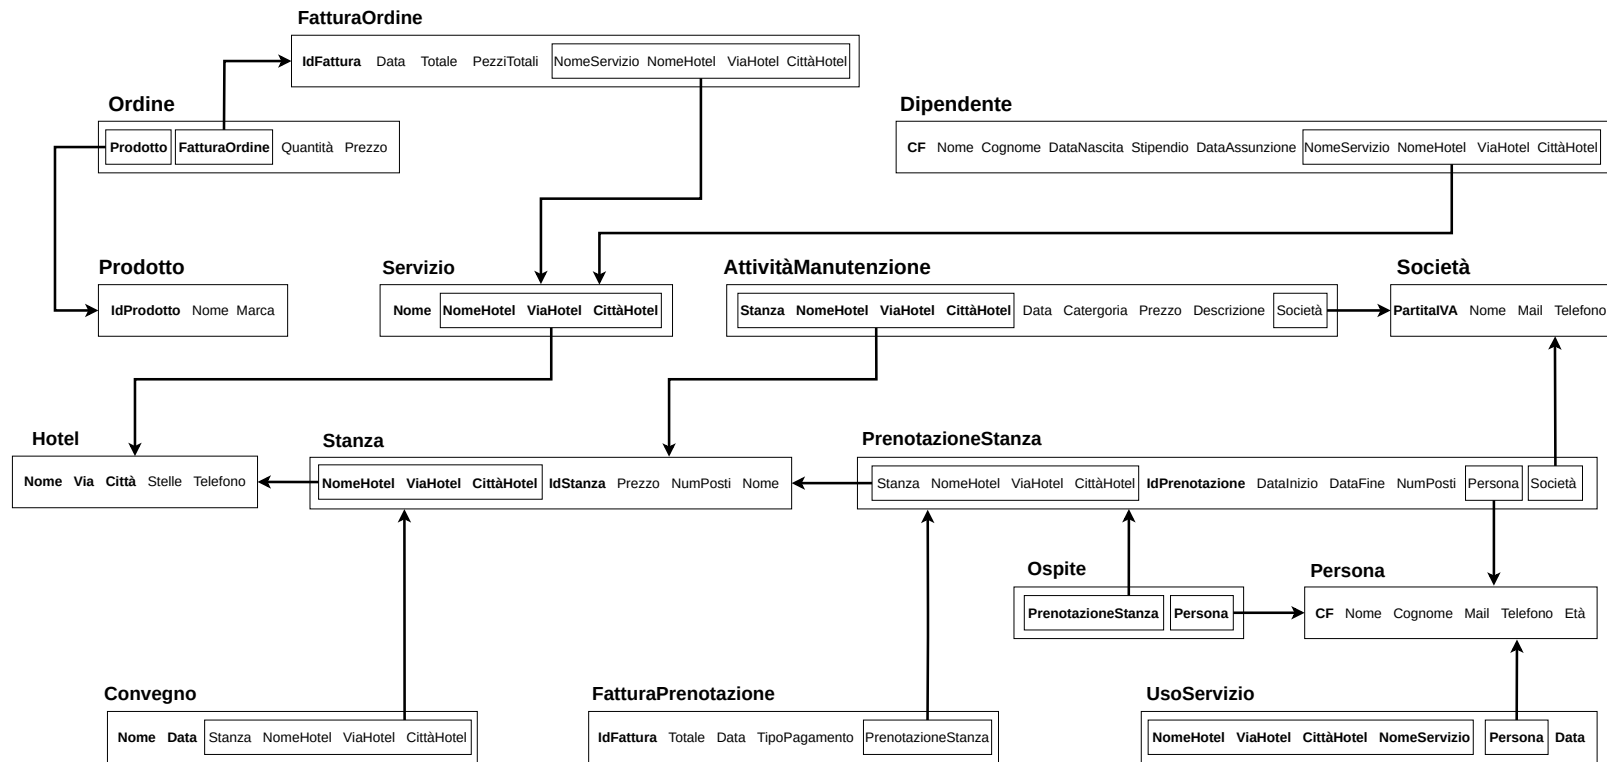 FatturaOrdine
IdFattura Data Totale PezziTotali NomeServizio NomeHotel ViaHotel CittàHotel
Ordine
Prodotto FatturaOrdine Quantità Prezzo
Dipendente
CF Nome Cognome DataNascita Stipendio DataAssunzione NomeServizio NomeHotel ViaHotel CittàHotel
Prodotto
IdProdotto Nome Marca
Servizio
Nome NomeHotel ViaHotel CittàHotel
AttivitàManutenzione
Stanza NomeHotel ViaHotel CittàHotel Data Catergoria Prezzo Descrizione Società
Società
PartitaIVA Nome Mail Telefono
Hotel
Nome Via Città Stelle Telefono
Stanza
NomeHotel ViaHotel CittàHotel IdStanza Prezzo NumPosti Nome
PrenotazioneStanza
Stanza NomeHotel ViaHotel CittàHotel IdPrenotazione DataInizio DataFine NumPosti Persona Società
Ospite
PrenotazioneStanza Persona
Persona
CF Nome Cognome Mail Telefono Età
Convegno
Nome Data Stanza NomeHotel ViaHotel CittàHotel
FatturaPrenotazione
IdFattura Totale Data TipoPagamento PrenotazioneStanza
UsoServizio
NomeHotel ViaHotel CittàHotel NomeServizio Persona Data